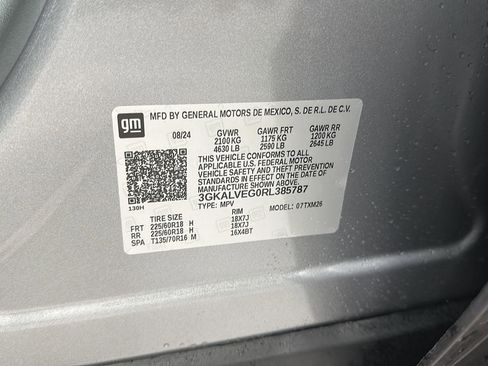 gm
MFD BY GENERAL MOTORS DE MEXICO, S. DE R.L. DE C.V.
08/24 GVWR GAWR FRT GAWR RR
2100 KG 1175 KG 1200 KG
4630 LB 2590 LB 2645 LB
THIS VEHICLE CONFORMS TO ALL
APPLICABLE U.S. FEDERAL MOTOR
VEHICLE SAFETY AND THEFT PREVENTION
STANDARDS IN EFFECT ON THE DATE OF
MANUFACTURE SHOWN ABOVE.
3GKALVEG0RL385787
130H TYPE: MPV MODEL: 07TXM26
TIRE SIZE RIM
FRT 225/60R18 H 18X7J
RR 225/60R18 H 18X7J
SPA T135/70R16 M 16X4BT